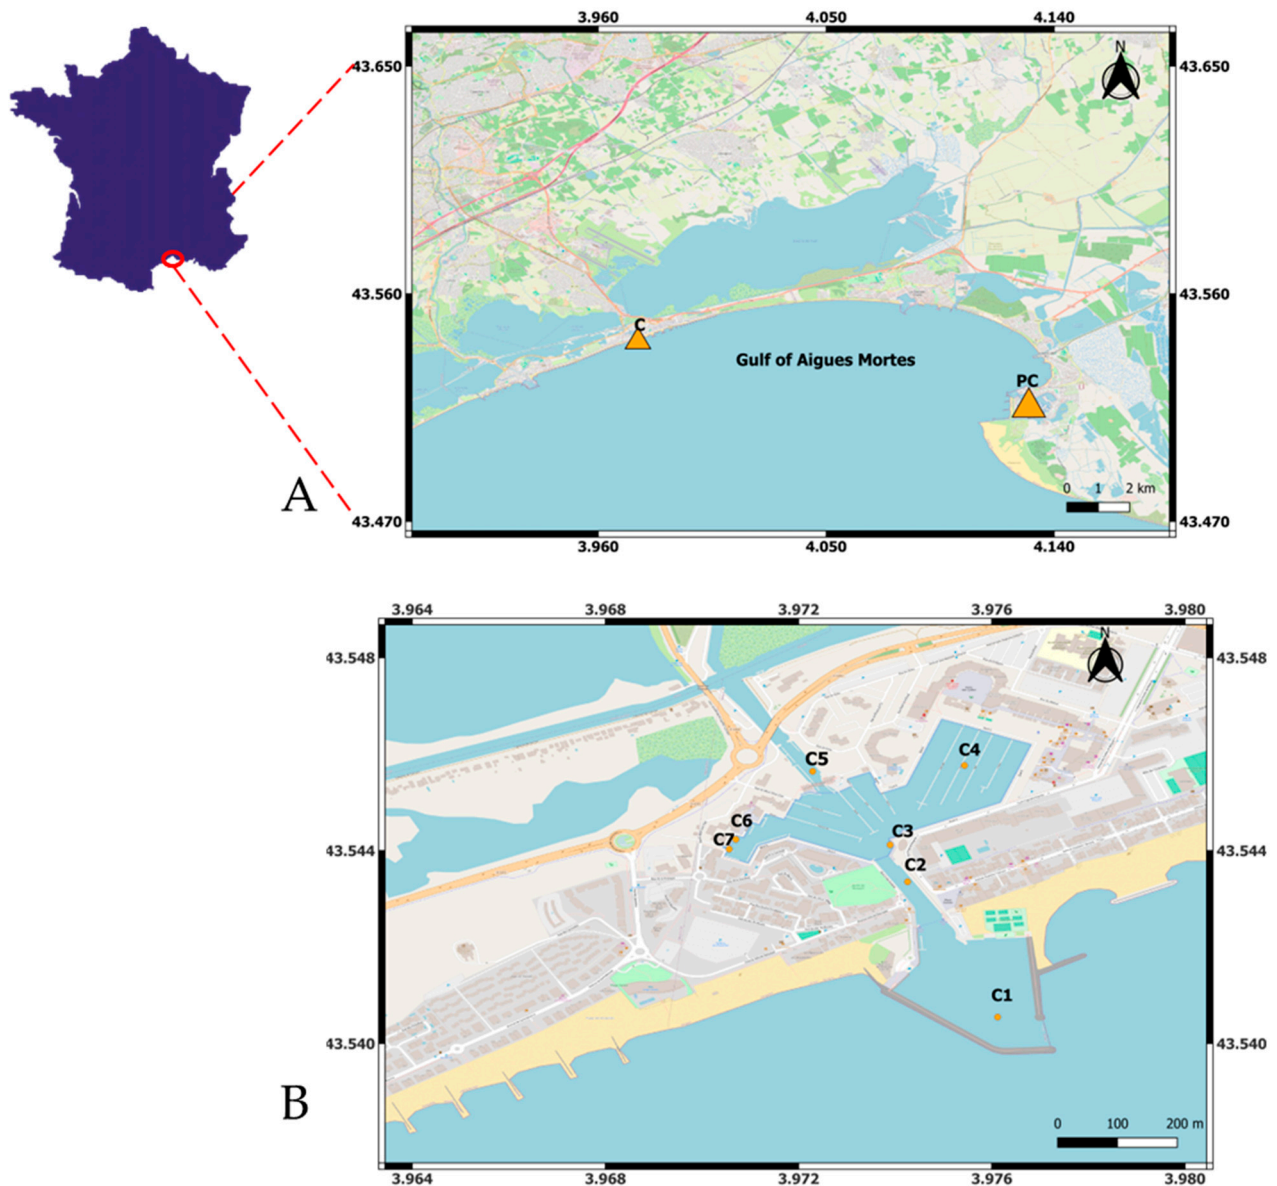 3.960 4.050 4.140
N
43.650 43.650
43.560 43.560
C
Gulf of Aigues Mortes
PC
0 1 2 km
A
43.470 43.470
3.960 4.050 4.140
3.964 3.968 3.972 3.976 3.980
N
43.548 43.548
C4
C5
C6
C3
C7
43.544 43.544
C2
C1
43.540 43.540
B
0 100 200 m
3.964 3.968 3.972 3.976 3.980